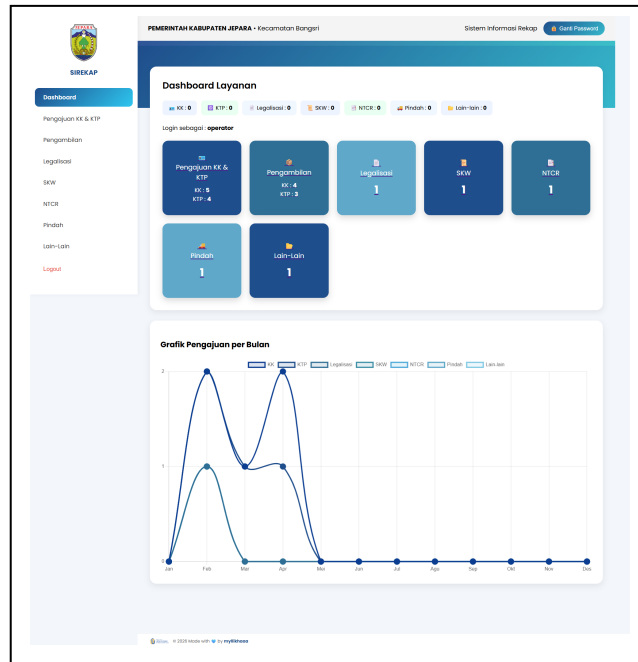 JEPARA
SIREKAP
Dashboard
Pengajuan KK & KTP
Pengambilan
Legalisasi
SKW
NTCR
Pindah
Lain-Lain
Logout
PEMERINTAH KABUPATEN JEPARA • Kecamatan Bangsri
Sistem Informasi Rekap
Ganti Password
Dashboard Layanan
KK : 0
KTP : 0
Legalisasi : 0
SKW : 0
NTCR : 0
Pindah : 0
Lain-lain : 0
Login sebagai : operator
Pengajuan KK &
KTP
KK : 5
KTP : 4
Pengambilan
KK : 4
KTP : 3
Legalisasi
1
SKW
1
NTCR
1
Pindah
1
Lain-Lain
1
Grafik Pengajuan per Bulan
KK KTP Legalisasi SKW NTCR Pindah Lain-lain
2
1
0
Jan Feb Mar Apr Mei Jun Jul Agu Sep Okt Nov Des
© 2026 Made with 💙 by